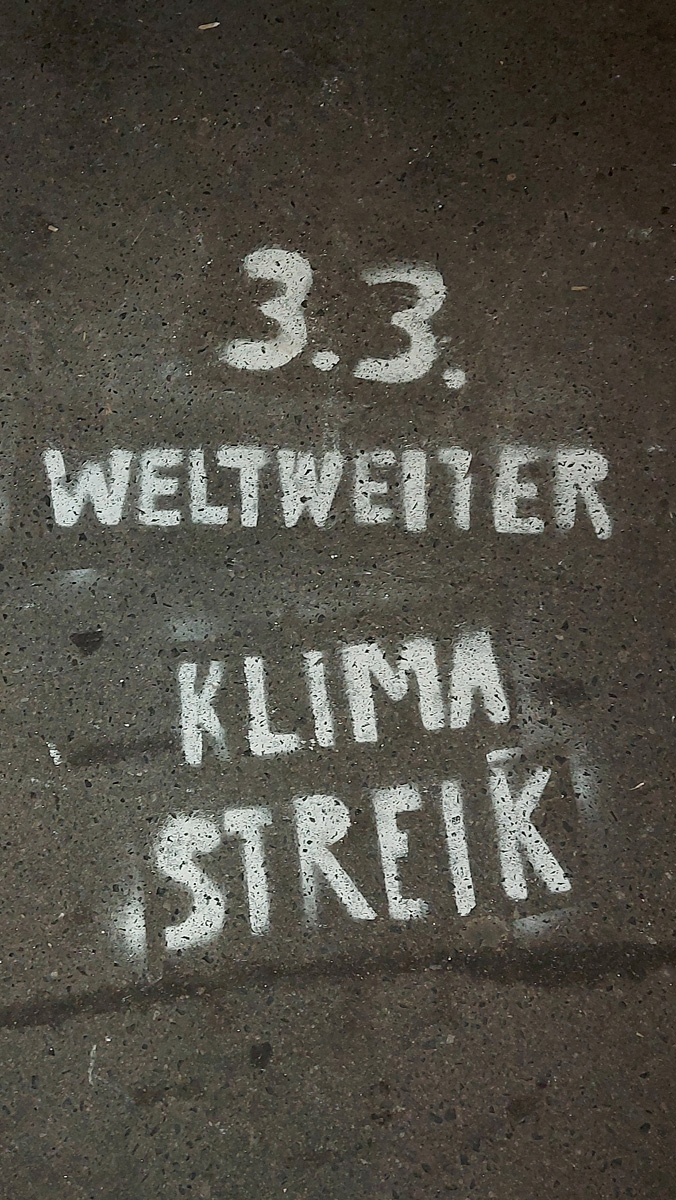 3.3.
WELTWEITER
KLIMA
STREIK